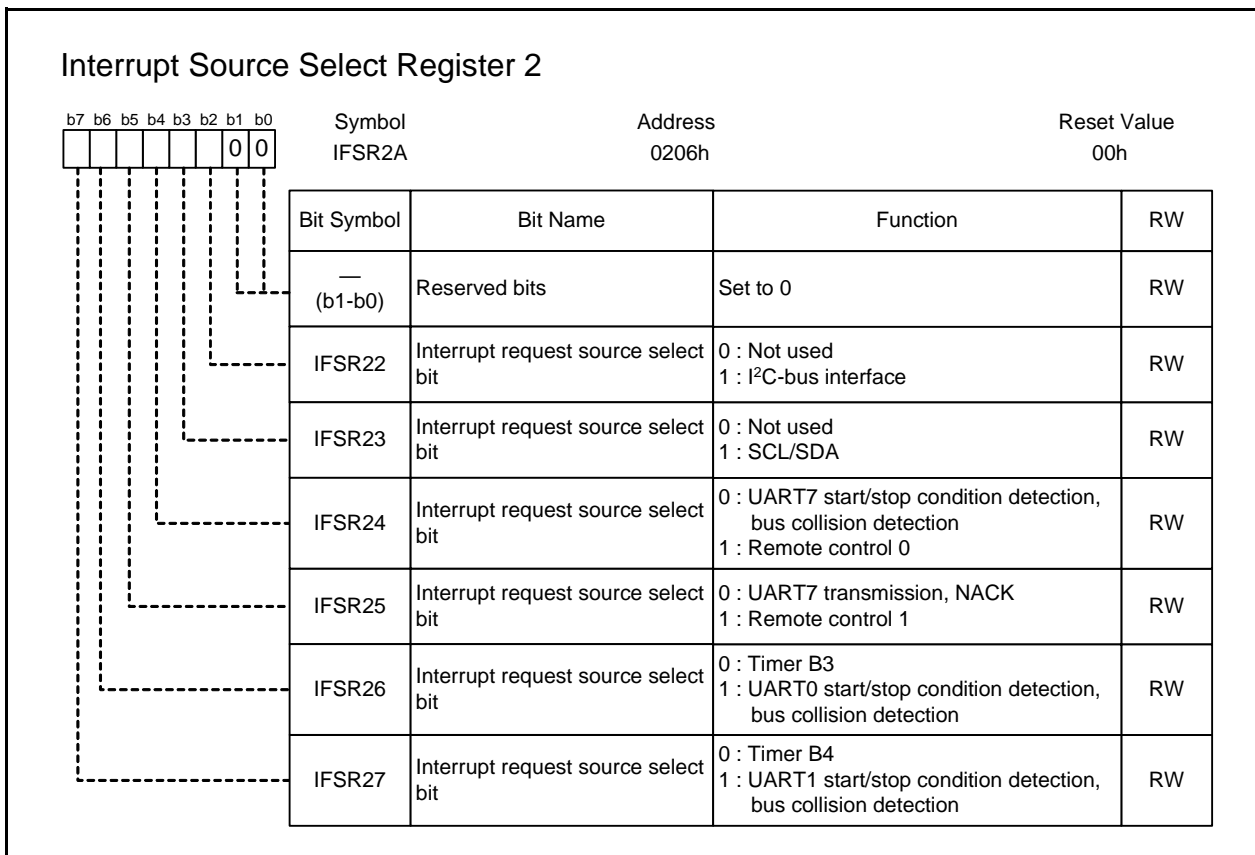 Interrupt Source Select Register 2
b7 b6 b5 b4 b3 b2 b1 b0
0 0
Symbol Address Reset Value
IFSR2A 0206h 00h
Bit Symbol Bit Name Function RW
—
(b1-b0) Reserved bits Set to 0 RW
IFSR22 Interrupt request source select bit 0 : Not used
1 : I²C-bus interface RW
IFSR23 Interrupt request source select bit 0 : Not used
1 : SCL/SDA RW
IFSR24 Interrupt request source select bit 0 : UART7 start/stop condition detection,
bus collision detection
1 : Remote control 0 RW
IFSR25 Interrupt request source select bit 0 : UART7 transmission, NACK
1 : Remote control 1 RW
IFSR26 Interrupt request source select bit 0 : Timer B3
1 : UART0 start/stop condition detection,
bus collision detection RW
IFSR27 Interrupt request source select bit 0 : Timer B4
1 : UART1 start/stop condition detection,
bus collision detection RW